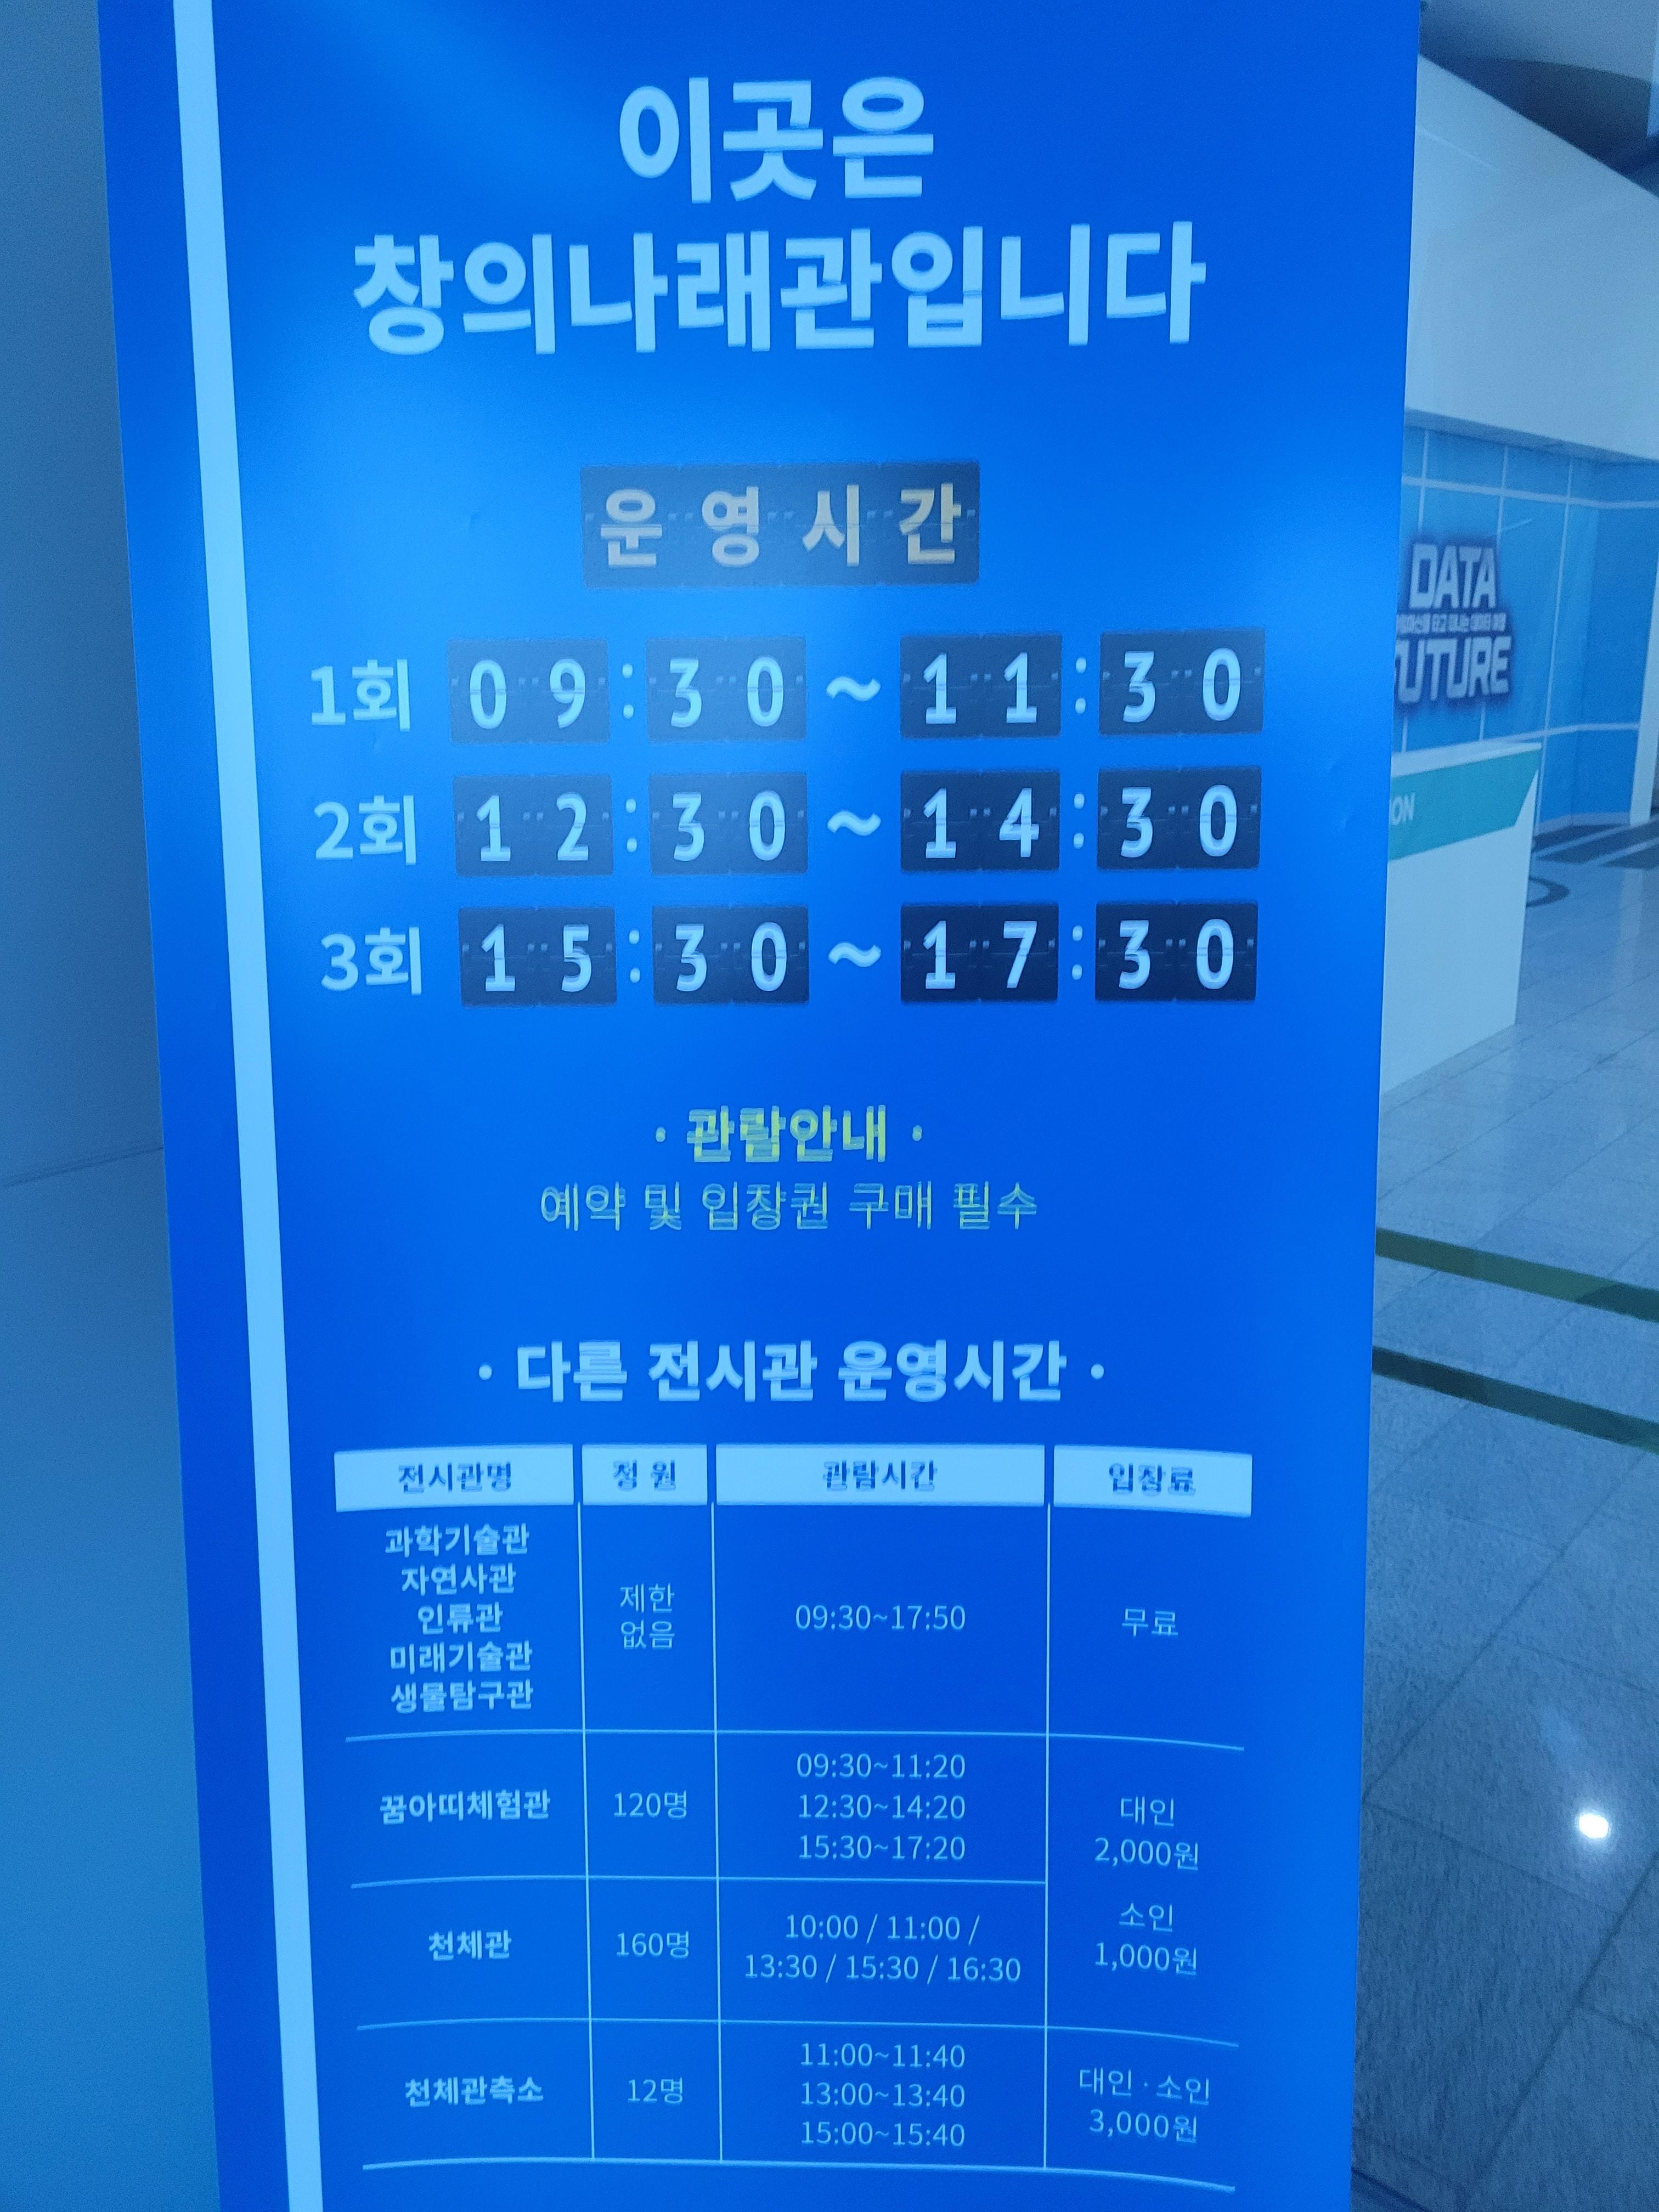 이곳은
창의나래관입니다
운영시간
1회 09:30 ~ 11:30
2회 12:30 ~ 14:30
3회 15:30 ~ 17:30
· 관람안내 ·
예약 및 입장권 구매 필수
· 다른 전시관 운영시간 ·
전시관명 정 원 관람시간 입장료
과학기술관
자연사관
인류관
미래기술관
생물탐구관
제한
없음
09:30~17:50
무료
꿈아띠체험관
120명
09:30~11:20
12:30~14:20
15:30~17:20
대인
2,000원
소인
1,000원
천체관
160명
10:00 / 11:00 /
13:30 / 15:30 / 16:30
천체관측소
12명
11:00~11:40
13:00~13:40
15:00~15:40
대인 · 소인
3,000원
DATA
FUTURE